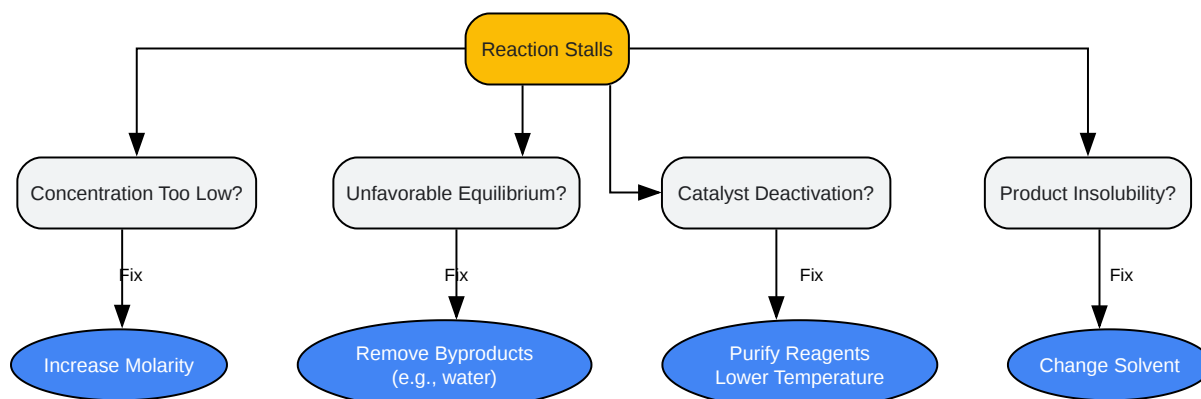 Reaction Stalls
Concentration Too Low?
Unfavorable Equilibrium?
Catalyst Deactivation?
Product Insolubility?
Fix
Fix
Fix
Fix
Increase Molarity
Remove Byproducts
(e.g., water)
Purify Reagents
Lower Temperature
Change Solvent